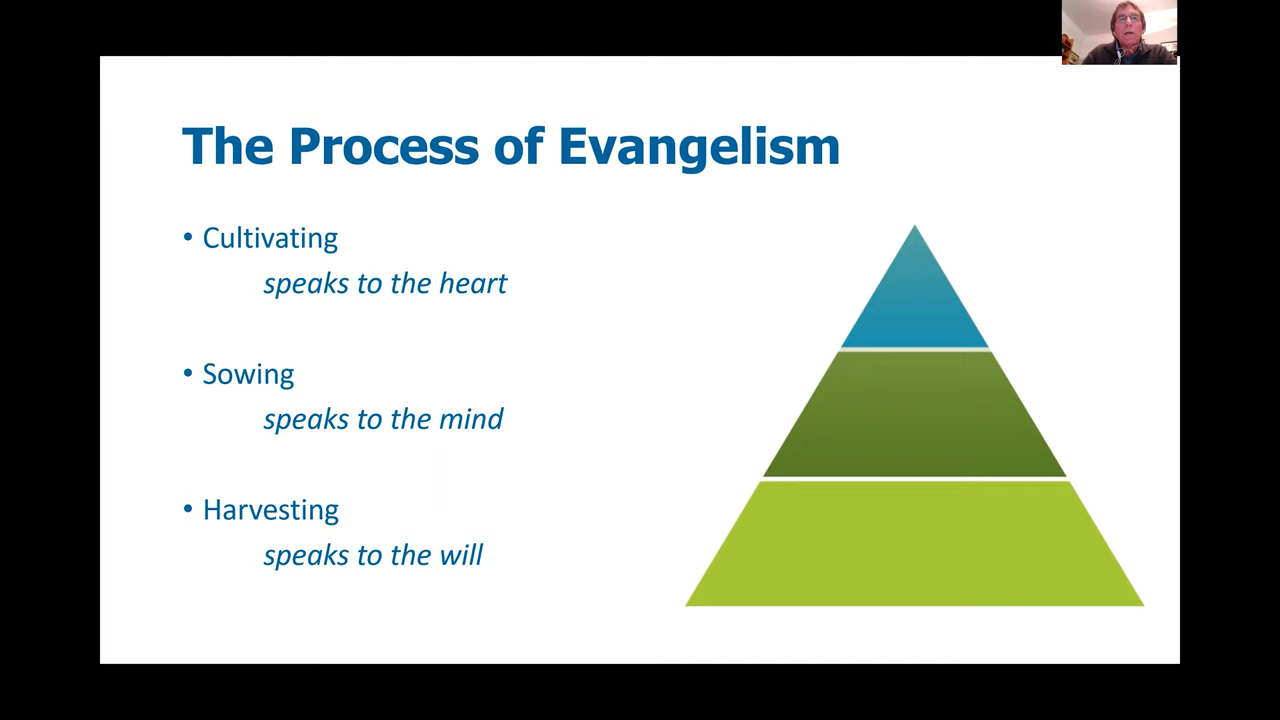 The Process of Evangelism
• Cultivating
speaks to the heart
• Sowing
speaks to the mind
• Harvesting
speaks to the will